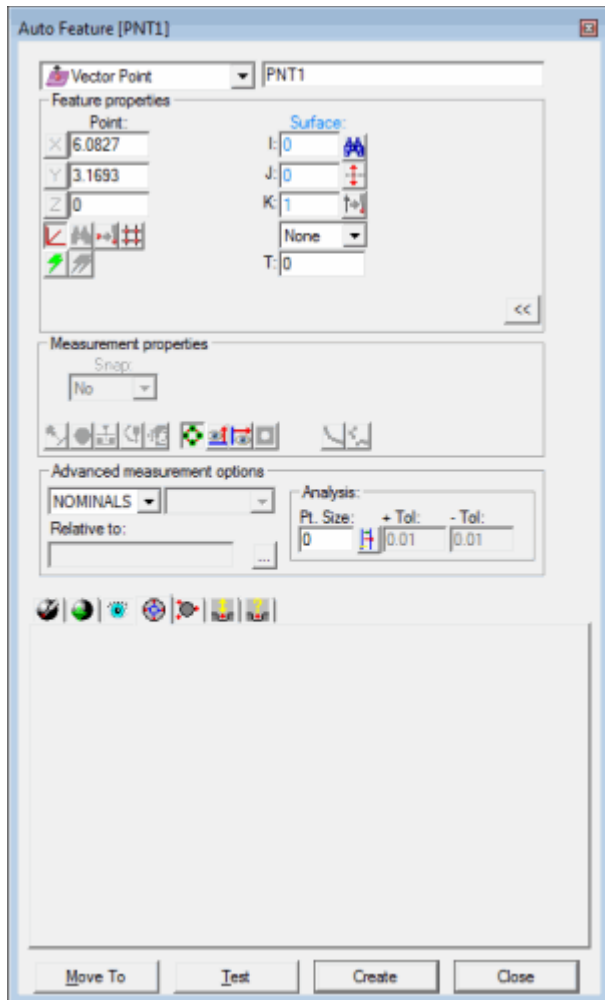 Auto Feature [PNT1]
Vector Point PNT1
Feature properties
Point: Surface:
X 6.0827 I: 0
Y 3.1693 J: 0
Z 0 K: 1
None
T: 0
<<
Measurement properties
Snap:
No
Advanced measurement options
NOMINALS Analysis:
Pt. Size: + Tol: - Tol:
Relative to: 0 0.01 0.01
...
Move To Test Create Close